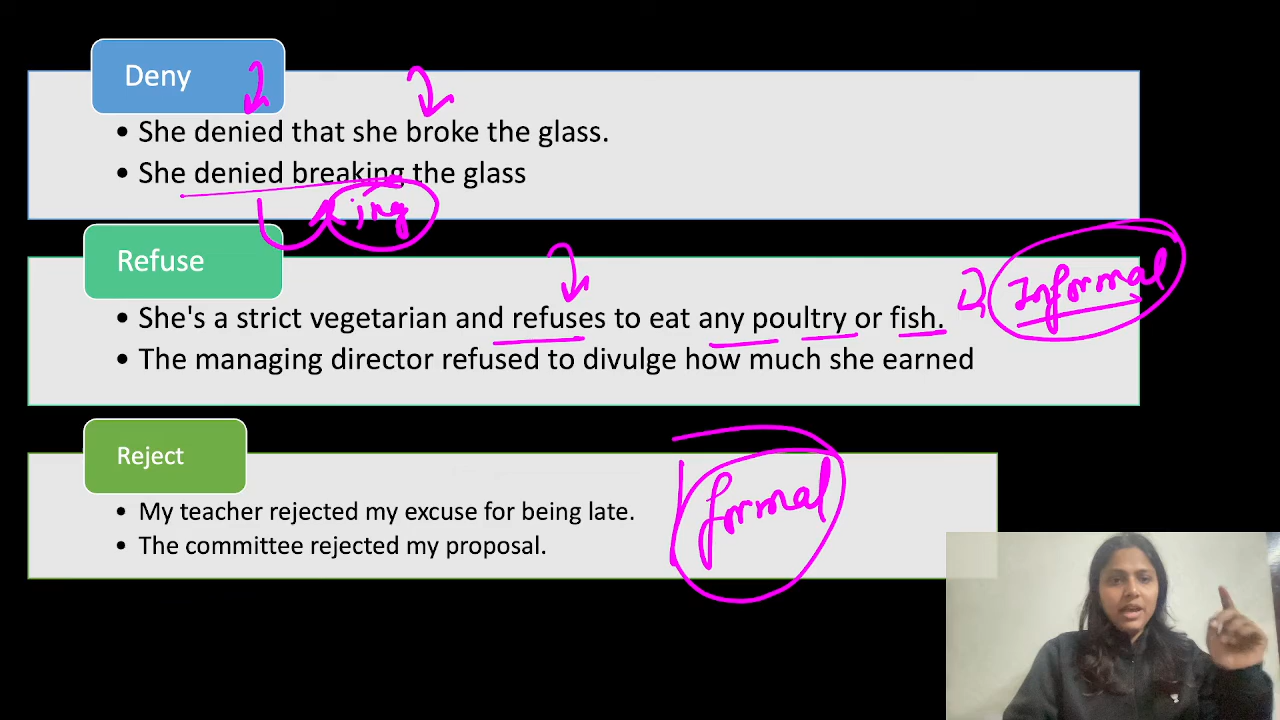 Deny
• She denied that she broke the glass.
• She denied breaking the glass
ing
Refuse
Informal
• She's a strict vegetarian and refuses to eat any poultry or fish.
• The managing director refused to divulge how much she earned
Reject
formal
• My teacher rejected my excuse for being late.
• The committee rejected my proposal.